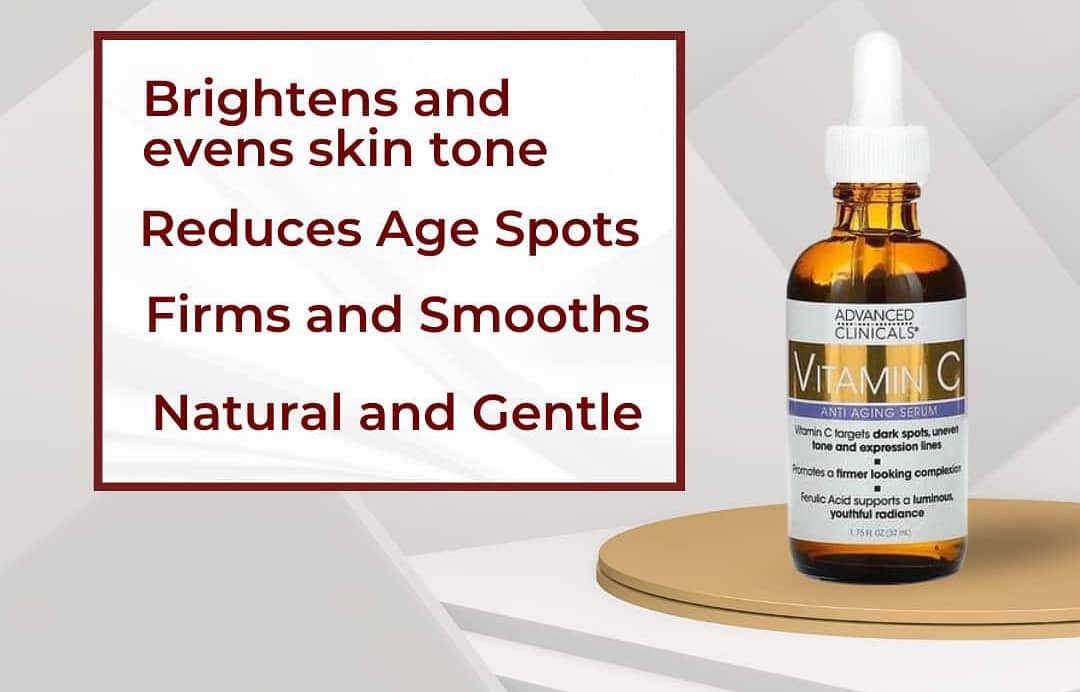 Brightens and
evens skin tone
Reduces Age Spots
Firms and Smooths
Natural and Gentle
ADVANCED
CLINICALS®
VITAMIN C
ANTI AGING SERUM
Vitamin C targets dark spots, uneven
tone and expression lines
Promotes a firmer looking complexion
Ferulic Acid supports a luminous,
youthful radiance
1.75 FL OZ (52 mL)